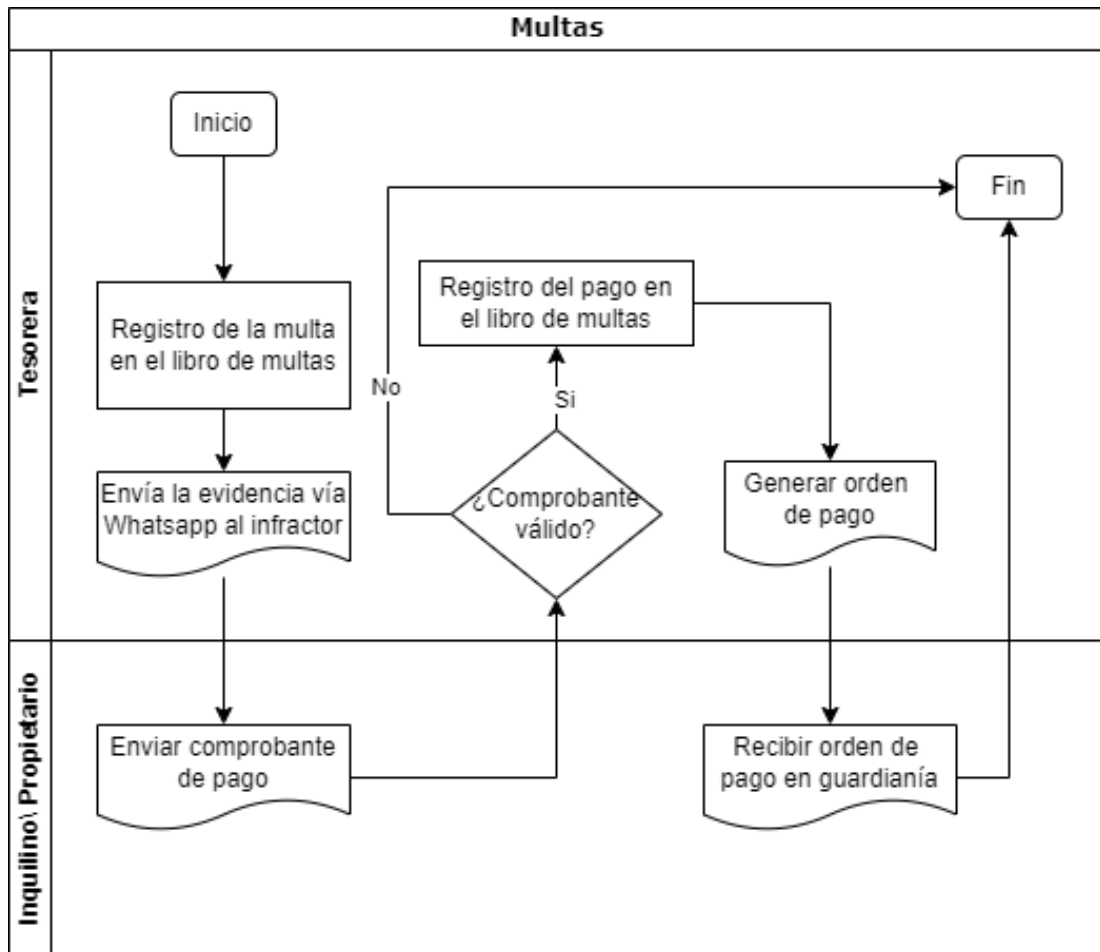 Multas
Tesorera
Inicio
Fin
Registro de la multa
en el libro de multas
Registro del pago en
el libro de multas
No
Si
Envía la evidencia vía
Whatsapp al infractor
¿Comprobante
válido?
Generar orden
de pago
Inquilino\ Propietario
Enviar comprobante
de pago
Recibir orden de
pago en guardianía